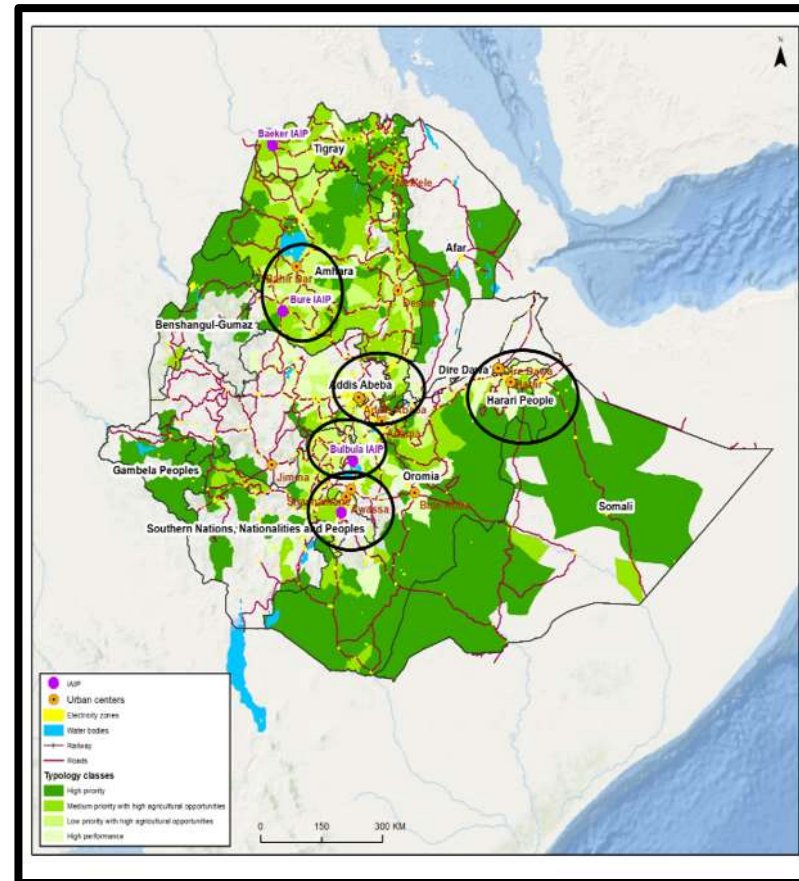 N
Baeker IAIP
Tigray
Mekele
Afar
Amhara
Bahir Dar
Bure IAIP
Dessie
Benshangul-Gumaz
Addis Abeba
Dire Dawa
Dire Dawa
Harar
Harari People
Bulbula IAIP
Gambela Peoples
Jimma
Oromia
Somali
Awassa
Southern Nations, Nationalities and Peoples
IAIP
Urban centers
Electricity zones
Water bodies
Railway
Roads
Typology classes
High priority
Medium priority with high agricultural opportunities
Low priority with high agricultural opportunities
High performance
0 150 300 KM